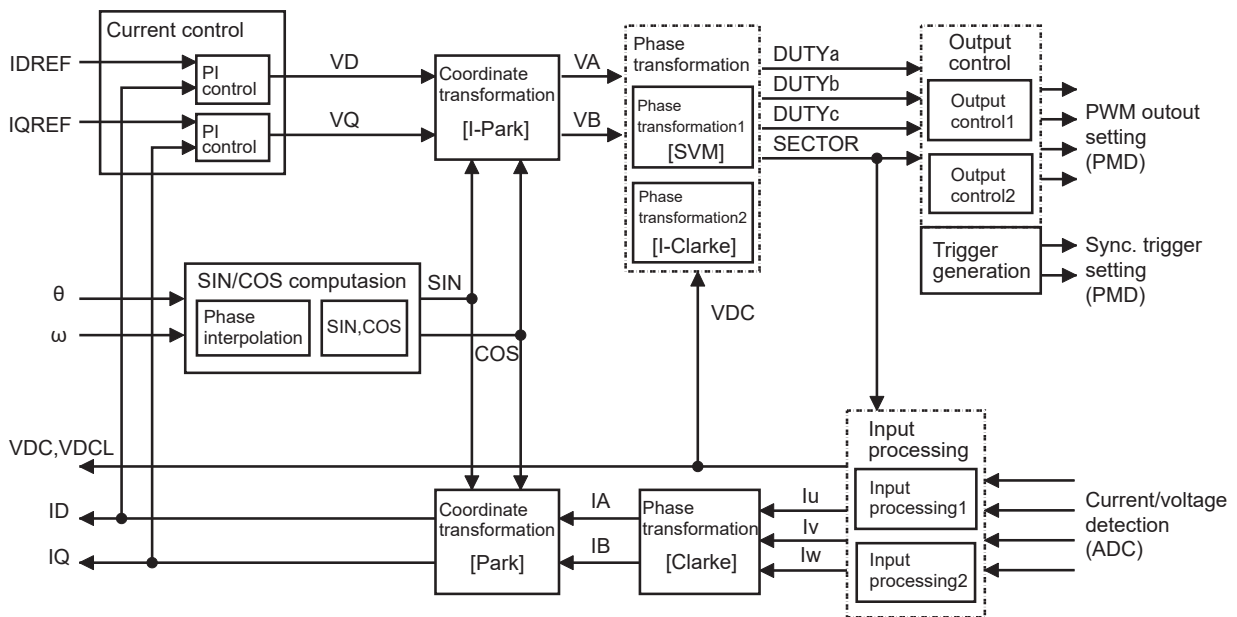 Current control
IDREF
IQREF
PI
control
PI
control
VD
VQ
Coordinate
transformation
[I-Park]
VA
VB
Phase
transformation
Phase
transformation1
[SVM]
Phase
transformation2
[I-Clarke]
DUTYa
DUTYb
DUTYc
SECTOR
Output
control
Output
control1
Output
control2
PWM outout
setting
(PMD)
Trigger
generation
Sync. trigger
setting
(PMD)
θ
ω
SIN/COS computasion
Phase
interpolation
SIN,COS
SIN
COS
VDC
VDC,VDCL
ID
IQ
Coordinate
transformation
[Park]
IA
IB
Phase
transformation
[Clarke]
Iu
Iv
Iw
Input
processing
Input
processing1
Input
processing2
Current/voltage
detection
(ADC)